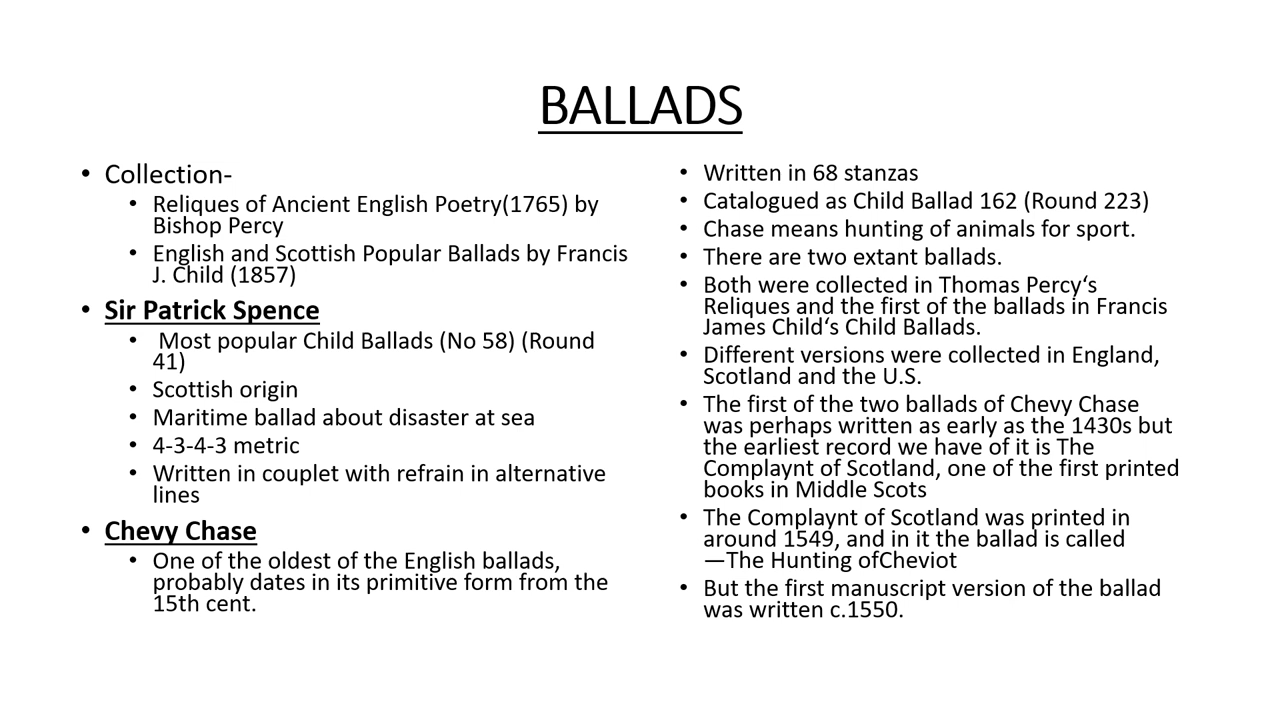 BALLADS
• Collection-
• Reliques of Ancient English Poetry(1765) by
Bishop Percy
• English and Scottish Popular Ballads by Francis
J. Child (1857)
• Sir Patrick Spence
• Most popular Child Ballads (No 58) (Round
41)
• Scottish origin
• Maritime ballad about disaster at sea
• 4-3-4-3 metric
• Written in couplet with refrain in alternative
lines
• Chevy Chase
• One of the oldest of the English ballads,
probably dates in its primitive form from the
15th cent.
• Written in 68 stanzas
• Catalogued as Child Ballad 162 (Round 223)
• Chase means hunting of animals for sport.
• There are two extant ballads.
• Both were collected in Thomas Percy‘s
Reliques and the first of the ballads in Francis
James Child‘s Child Ballads.
• Different versions were collected in England,
Scotland and the U.S.
• The first of the two ballads of Chevy Chase
was perhaps written as early as the 1430s but
the earliest record we have of it is The
Complaynt of Scotland, one of the first printed
books in Middle Scots
• The Complaynt of Scotland was printed in
around 1549, and in it the ballad is called
―The Hunting ofCheviot
• But the first manuscript version of the ballad
was written c.1550.